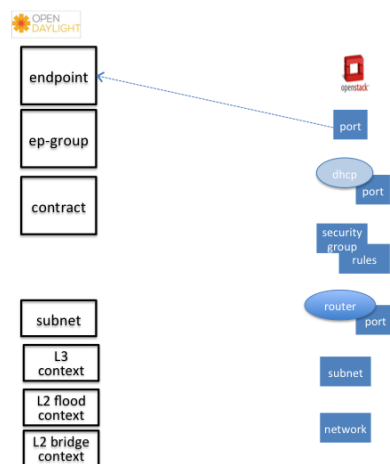 OPEN
DAYLIGHT
endpoint
ep-group
contract
subnet
L3
context
L2 flood
context
L2 bridge
context
openstack
port
dhcp
port
security
group
rules
router
port
subnet
network